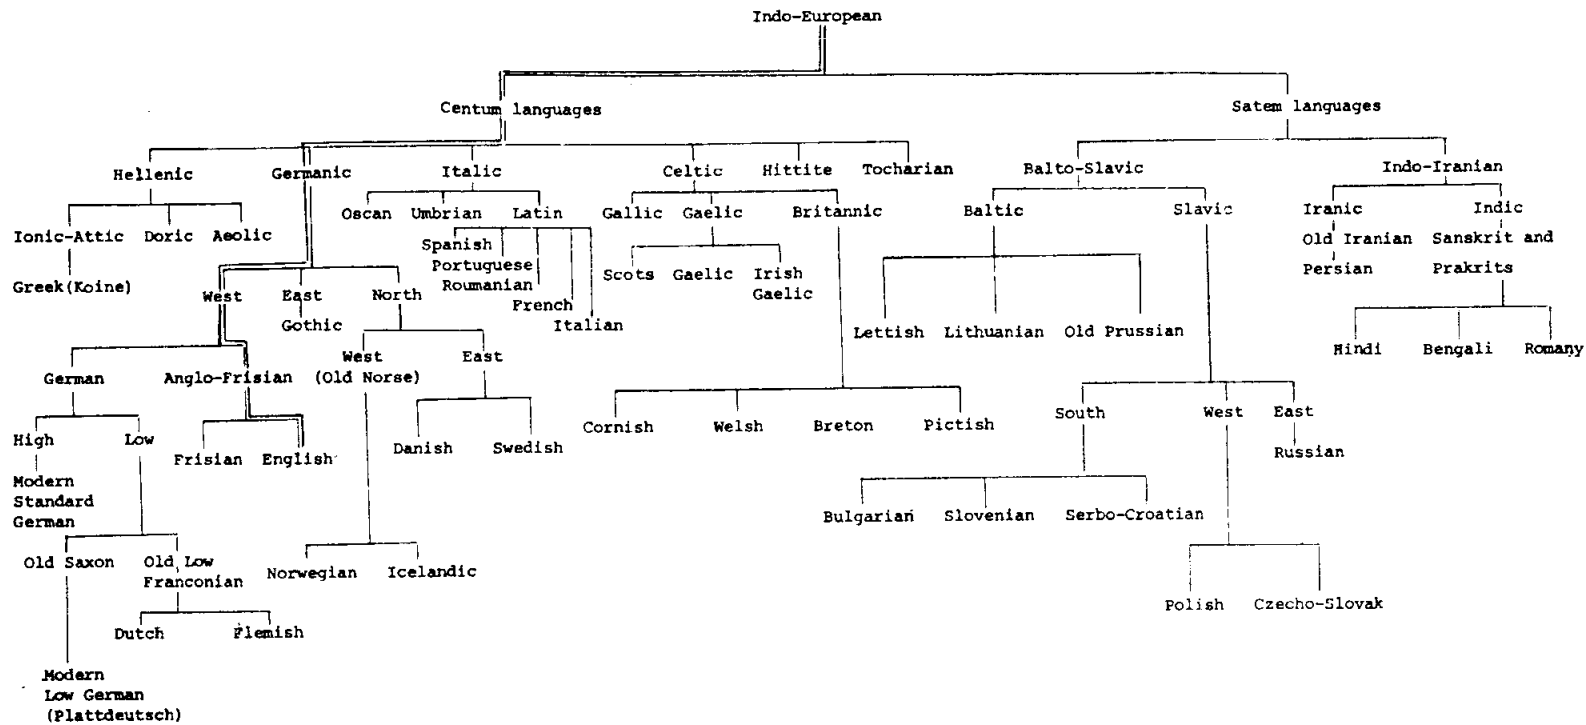 Indo-European
Centum languages
Satem languages
Hellenic
Germanic
Italic
Celtic
Hittite
Tocharian
Balto-Slavic
Indo-Iranian
Oscan
Umbrian
Latin
Gallic
Gaelic
Britannic
Baltic
Slavic
Iranic
Indic
Ionic-Attic
Doric
Aeolic
Spanish
Portuguese
Roumanian
French
Italian
Scots
Gaelic
Irish
Gaelic
Old Iranian
Persian
Sanskrit and
Prakrits
Greek(Koine)
West
East
North
Gothic
Lettish
Lithuanian
Old Prussian
Hindi
Bengali
Romany
German
Anglo-Frisian
West
(Old Norse)
East
Cornish
Welsh
Breton
Pictish
South
West
East
Russian
High
Low
Frisian
English
Danish
Swedish
Modern
Standard
German
Bulgarian
Slovenian
Serbo-Croatian
Old Saxon
Old Low
Franconian
Norwegian
Icelandic
Polish
Czecho-Slovak
Dutch
Flemish
Modern
Low German
(Plattdeutsch)